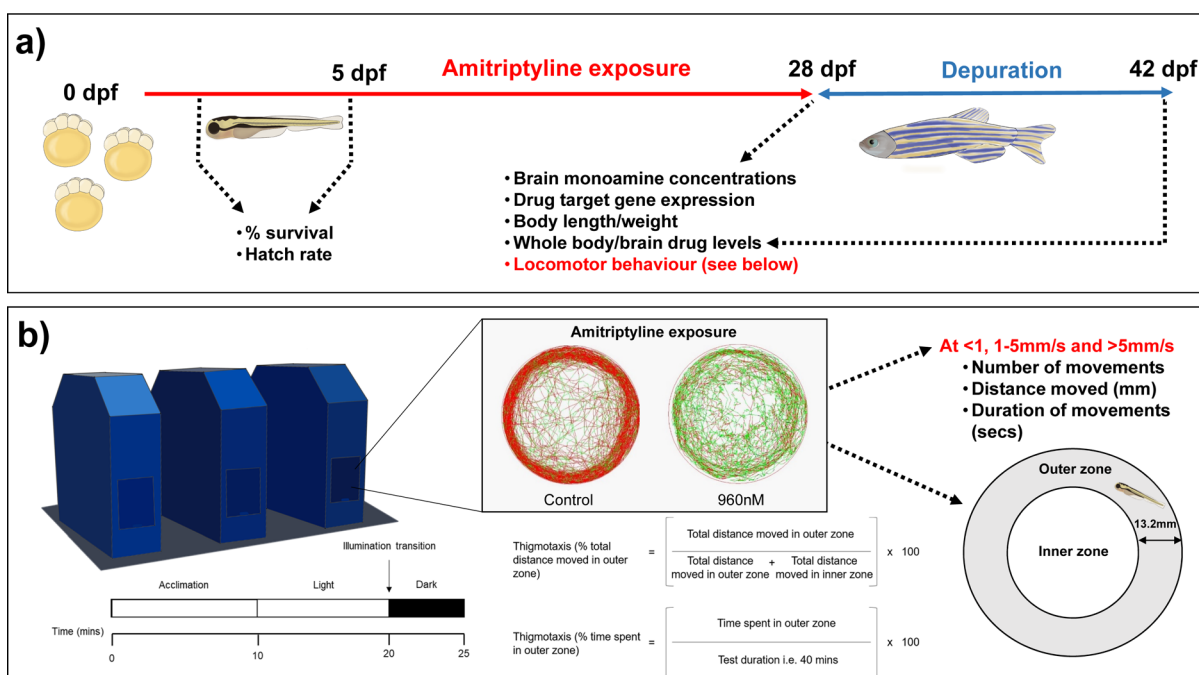 a)
0 dpf
5 dpf
Amitriptyline exposure
28 dpf
Depuration
42 dpf
• % survival
• Hatch rate
• Brain monoamine concentrations
• Drug target gene expression
• Body length/weight
• Whole body/brain drug levels
• Locomotor behaviour (see below)
b)
Amitriptyline exposure
Control
960nM
At <1, 1-5mm/s and >5mm/s
• Number of movements
• Distance moved (mm)
• Duration of movements
(secs)
Outer zone
13.2mm
Inner zone
Illumination transition
Acclimation
Light
Dark
Time (mins)
0
10
20
25
Thigmotaxis (% total
distance moved in outer
zone)
=
Total distance moved in outer zone
Total distance
moved in outer zone
+
Total distance
moved in inner zone
x 100
Thigmotaxis (% time spent
in outer zone)
=
Time spent in outer zone
Test duration i.e. 40 mins
x 100